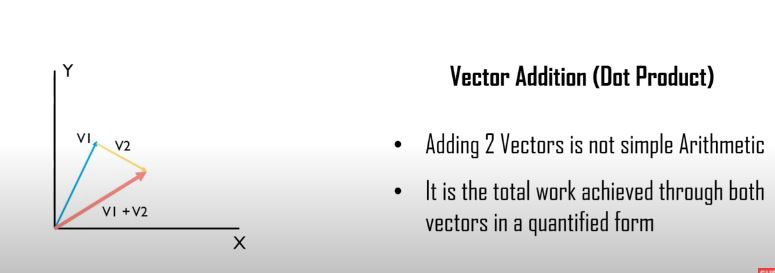 Y
V1
V2
V1 + V2
X
Vector Addition (Dot Product)
• Adding 2 Vectors is not simple Arithmetic
• It is the total work achieved through both
vectors in a quantified form